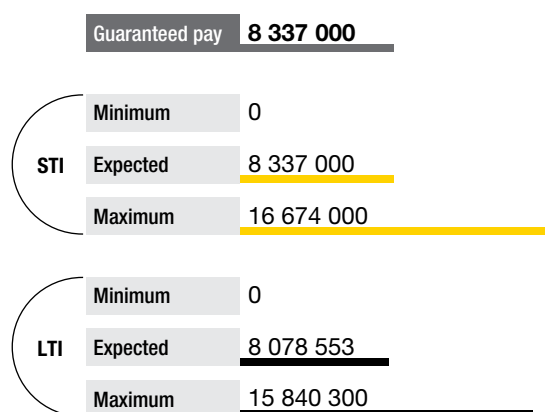 Guaranteed pay 8 337 000
Minimum 0
STI Expected 8 337 000
Maximum 16 674 000
Minimum 0
LTI Expected 8 078 553
Maximum 15 840 300